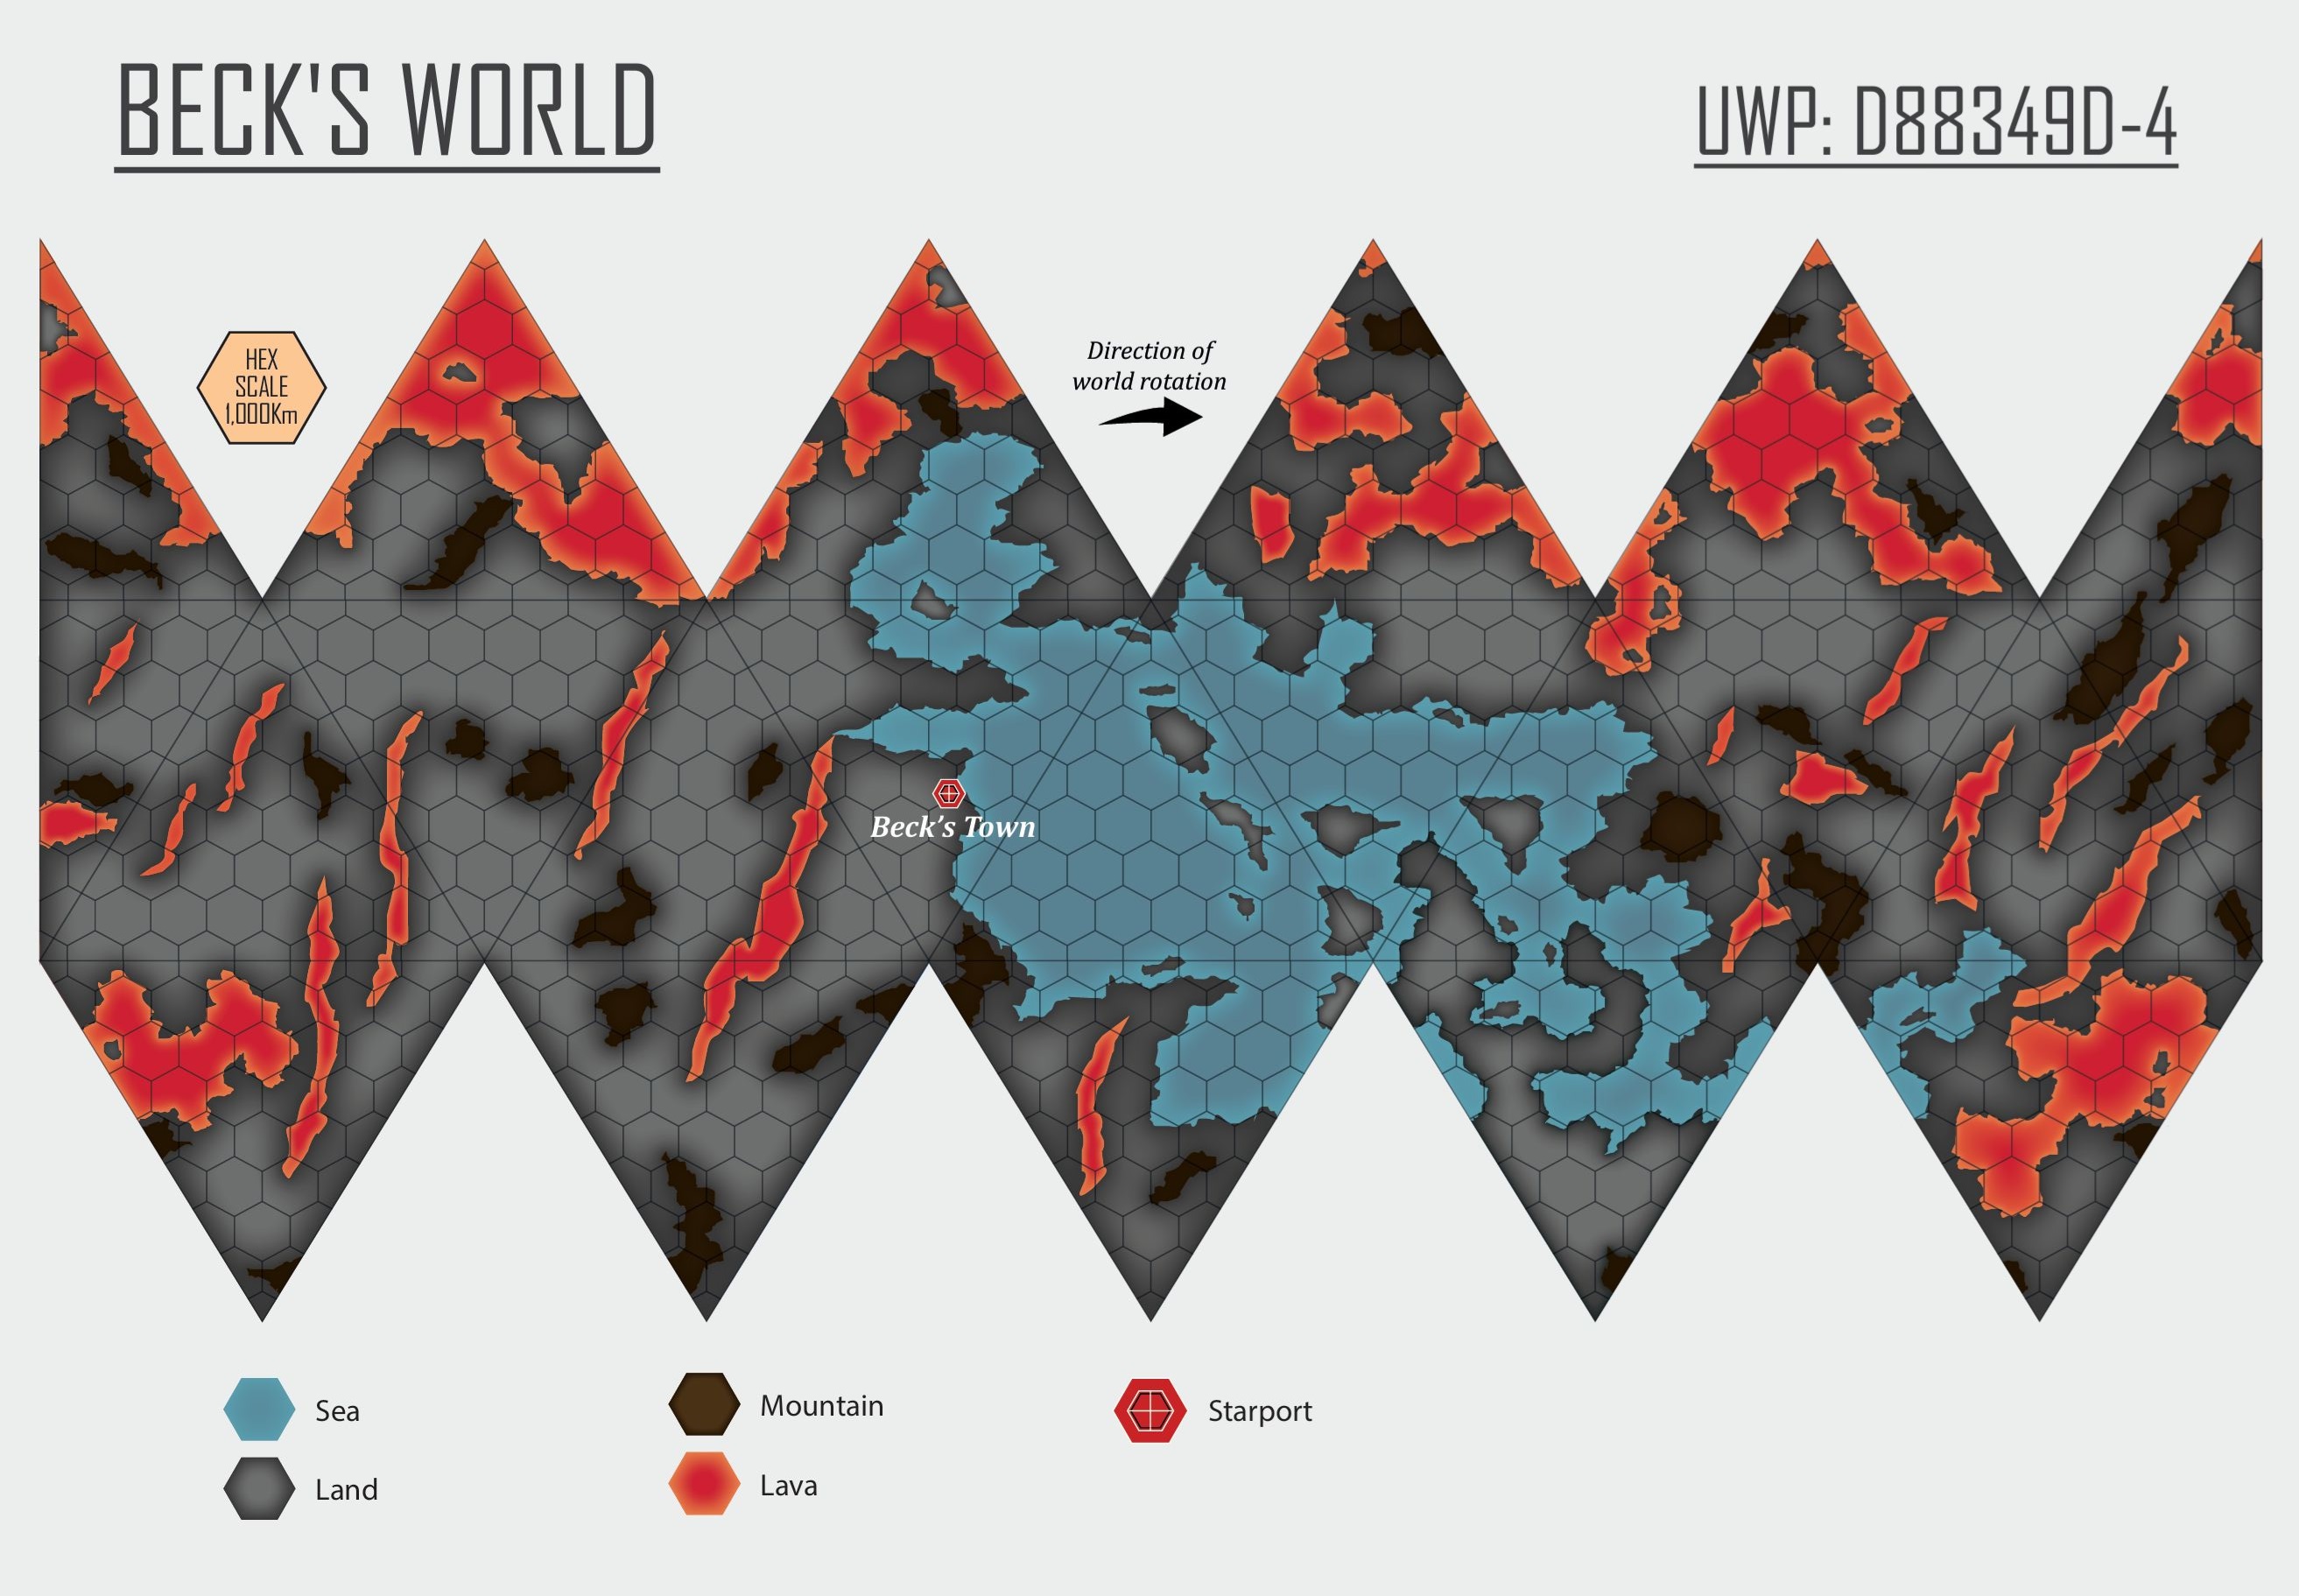 BECK'S WORLD
UWP: D88349D-4
HEX
SCALE
1,000Km
Direction of
world rotation
Beck's Town
Sea
Mountain
Starport
Land
Lava